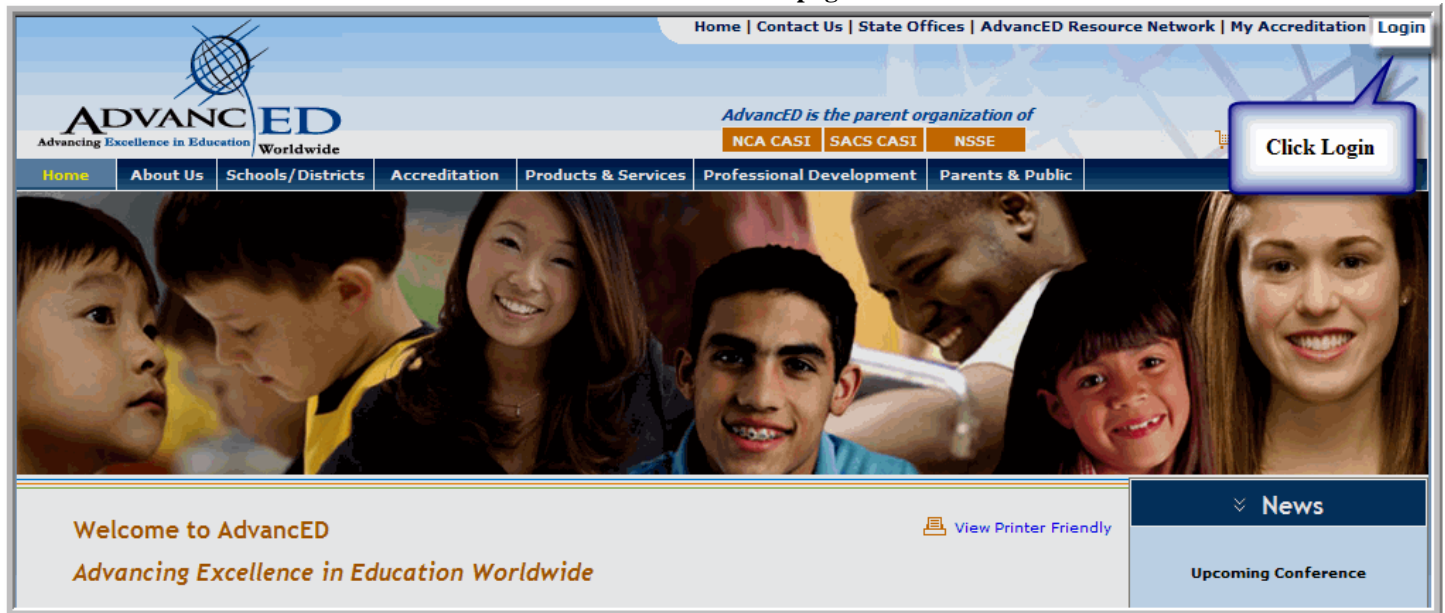 Home | Contact Us | State Offices | AdvancED Resource Network | My Accreditation | Login
ADVANCED
Advancing Excellence in Education Worldwide
AdvancED is the parent organization of
NCA CASI SACS CASI NSSE
Click Login
Home About Us Schools/Districts Accreditation Products & Services Professional Development Parents & Public
Welcome to AdvancED
View Printer Friendly
Advancing Excellence in Education Worldwide
News
Upcoming Conference